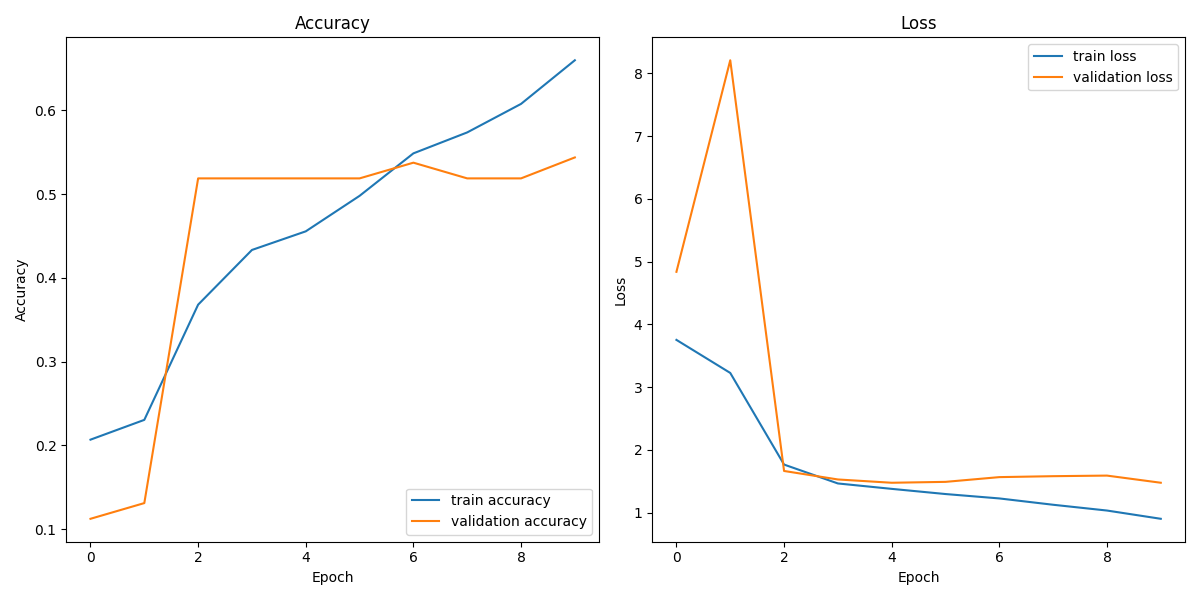 Accuracy
0.6
0.5
0.4
0.3
0.2
0.1
Accuracy
train accuracy
validation accuracy
0 2 4 6 8
Epoch
Loss
8
7
6
5
4
3
2
1
Loss
train loss
validation loss
0 2 4 6 8
Epoch